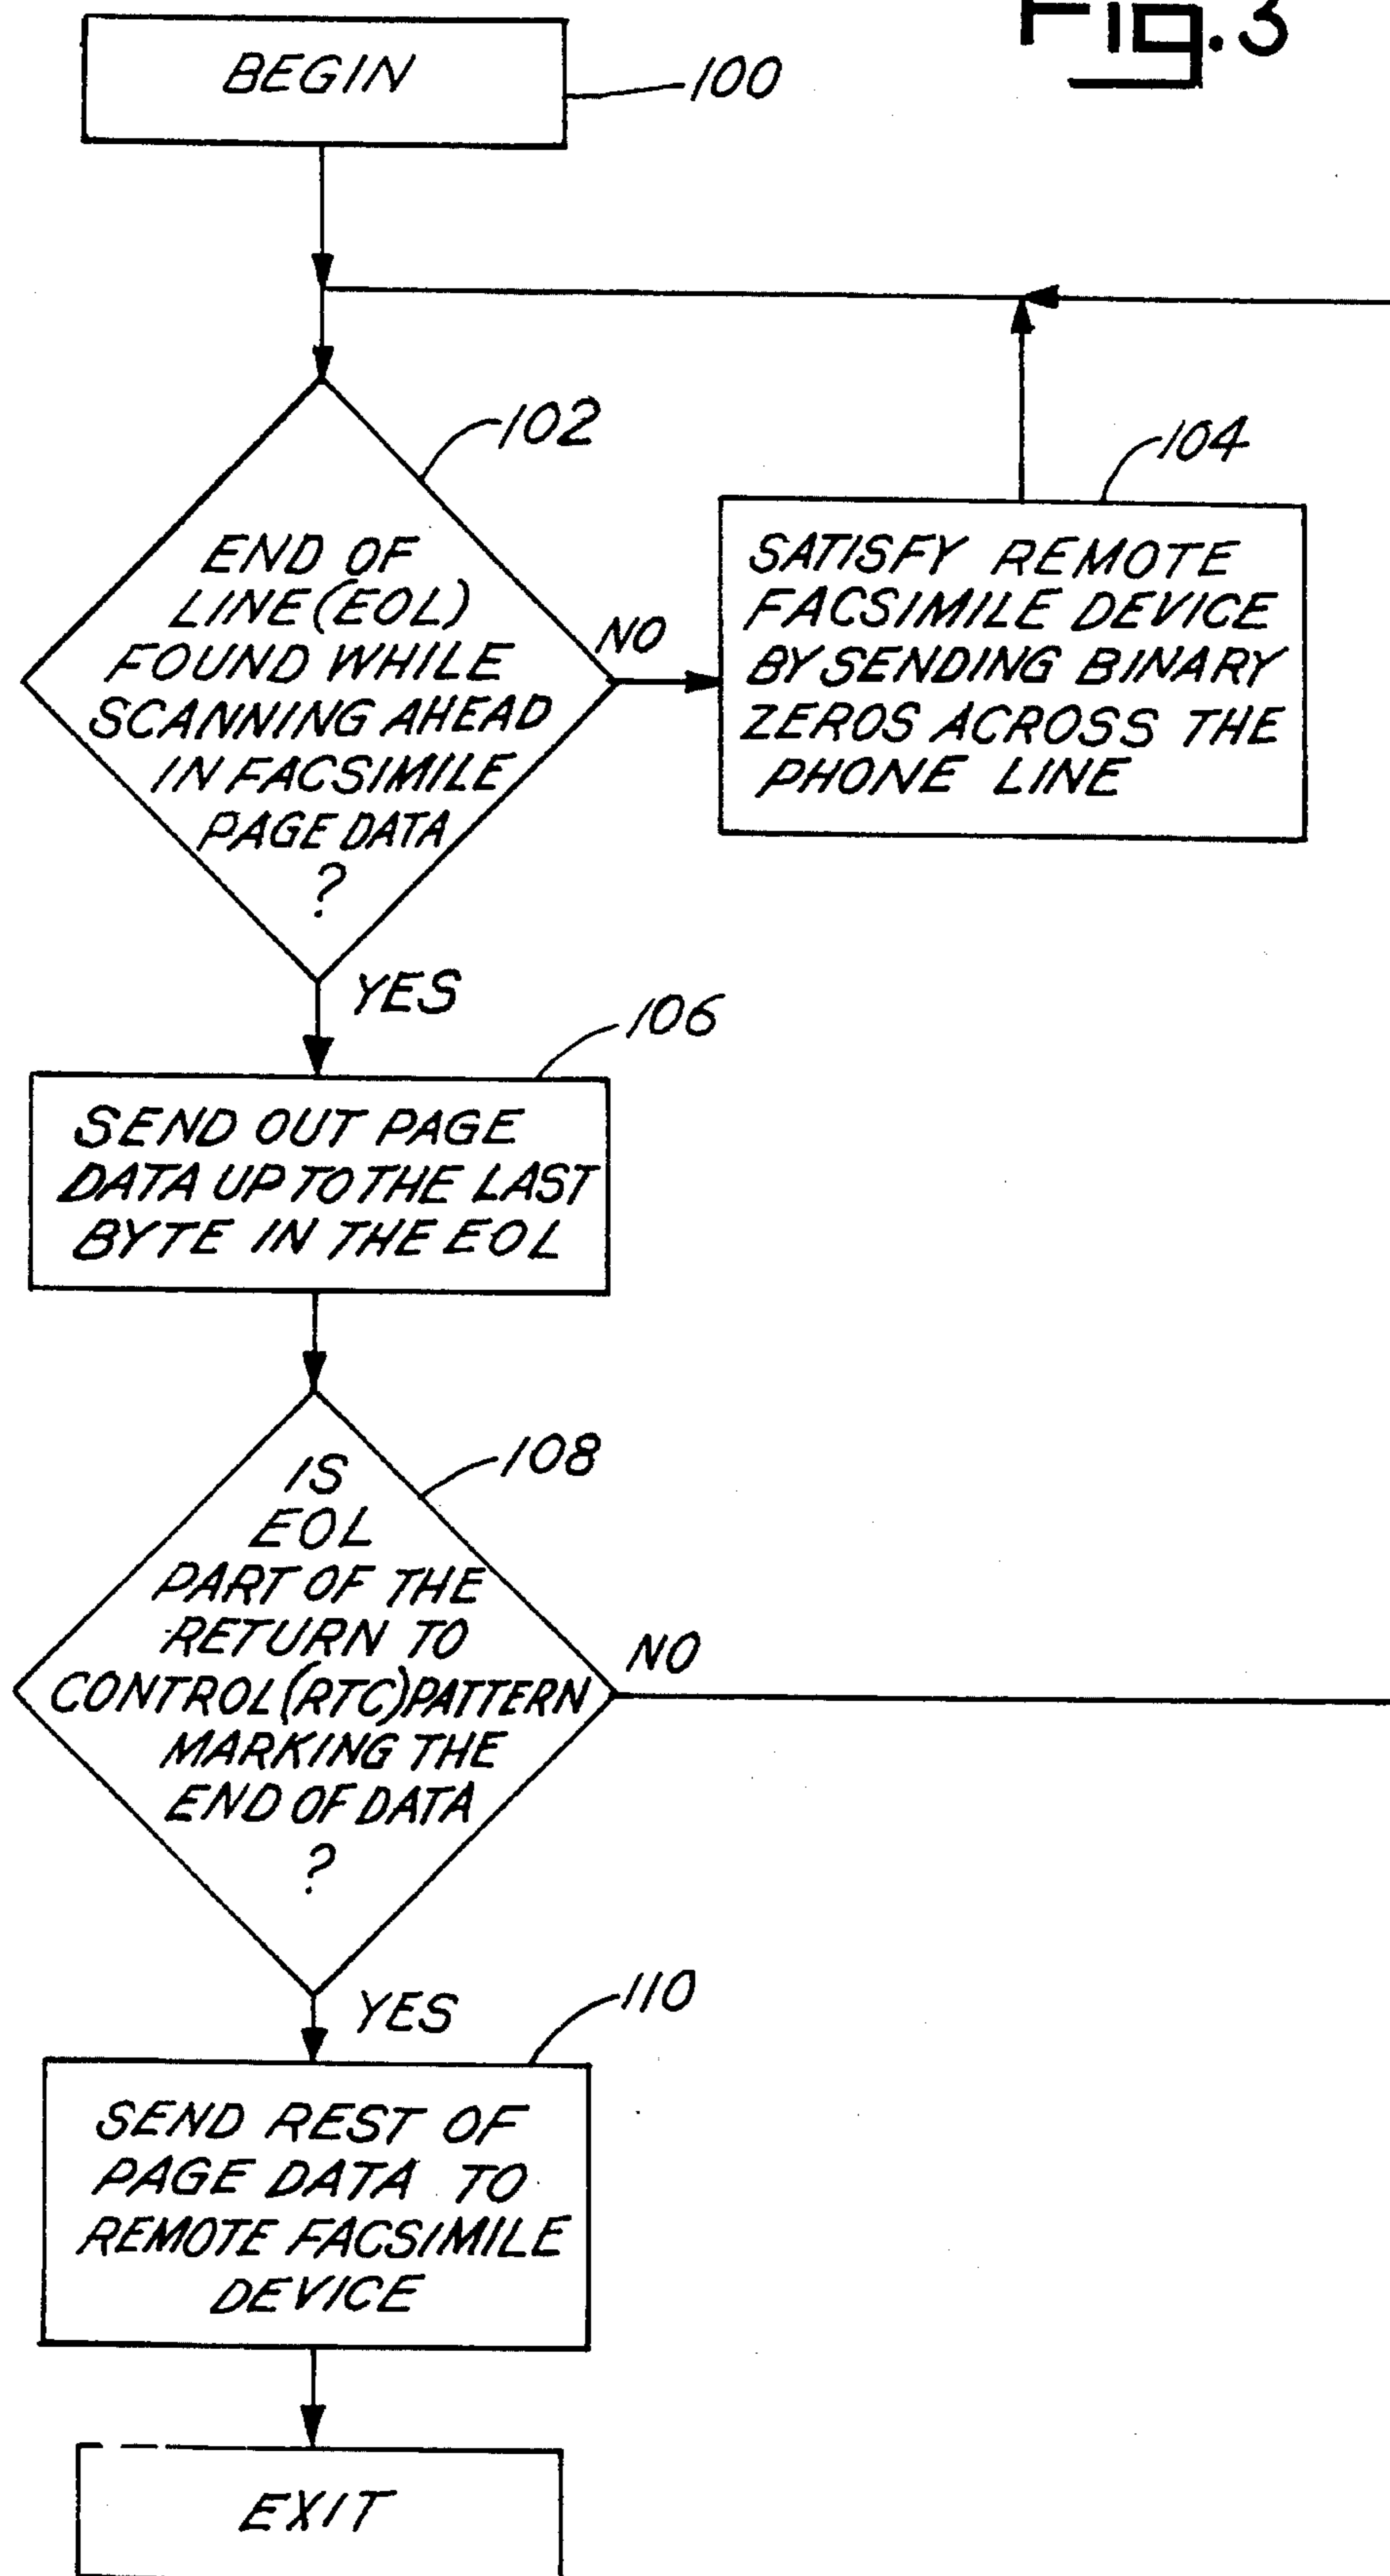 Fig.3
BEGIN
100
102
END OF
LINE (EOL)
FOUND WHILE
SCANNING AHEAD
IN FACSIMILE
PAGE DATA
?
NO
104
SATISFY REMOTE
FACSIMILE DEVICE
BY SENDING BINARY
ZEROS ACROSS THE
PHONE LINE
YES
106
SEND OUT PAGE
DATA UP TO THE LAST
BYTE IN THE EOL
108
IS
EOL
PART OF THE
RETURN TO
CONTROL (RTC) PATTERN
MARKING THE
END OF DATA
?
NO
YES
110
SEND REST OF
PAGE DATA TO
REMOTE FACSIMILE
DEVICE
EXIT